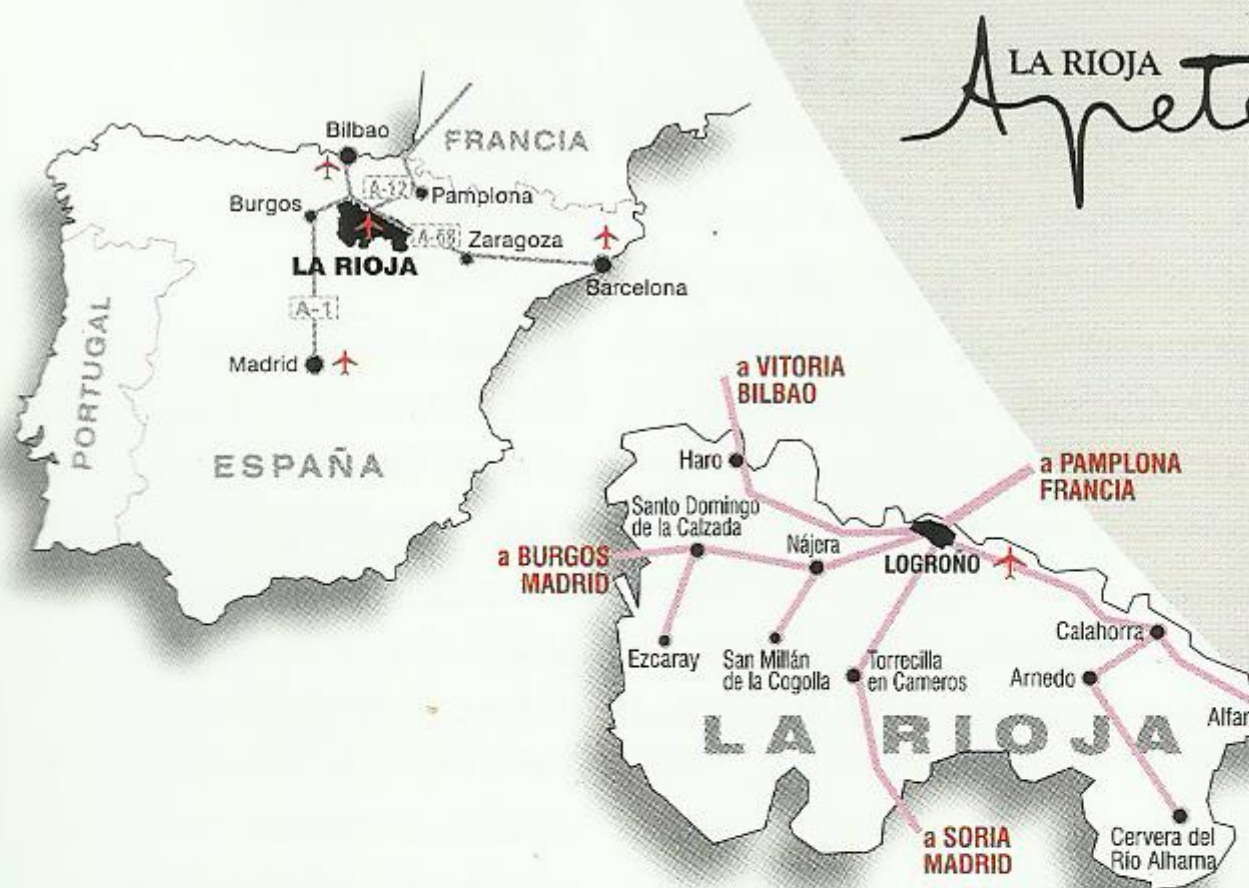 LA RIOJA
Apete
Bilbao
FRANCIA
A-12
Pamplona
Burgos
A-68
Zaragoza
LA RIOJA
Barcelona
A-1
Madrid
PORTUGAL
ESPAÑA
a VITORIA
BILBAO
Haro
a PAMPLONA
FRANCIA
Santo Domingo
de la Calzada
a BURGOS
MADRID
Nájera
LOGROÑO
Calahorra
Ezcaray
San Millán
de la Cogolla
Torrecilla
en Cameros
Arnedo
Alfar
LA RIOJA
a SORIA
MADRID
Cervera del
Río Alhama